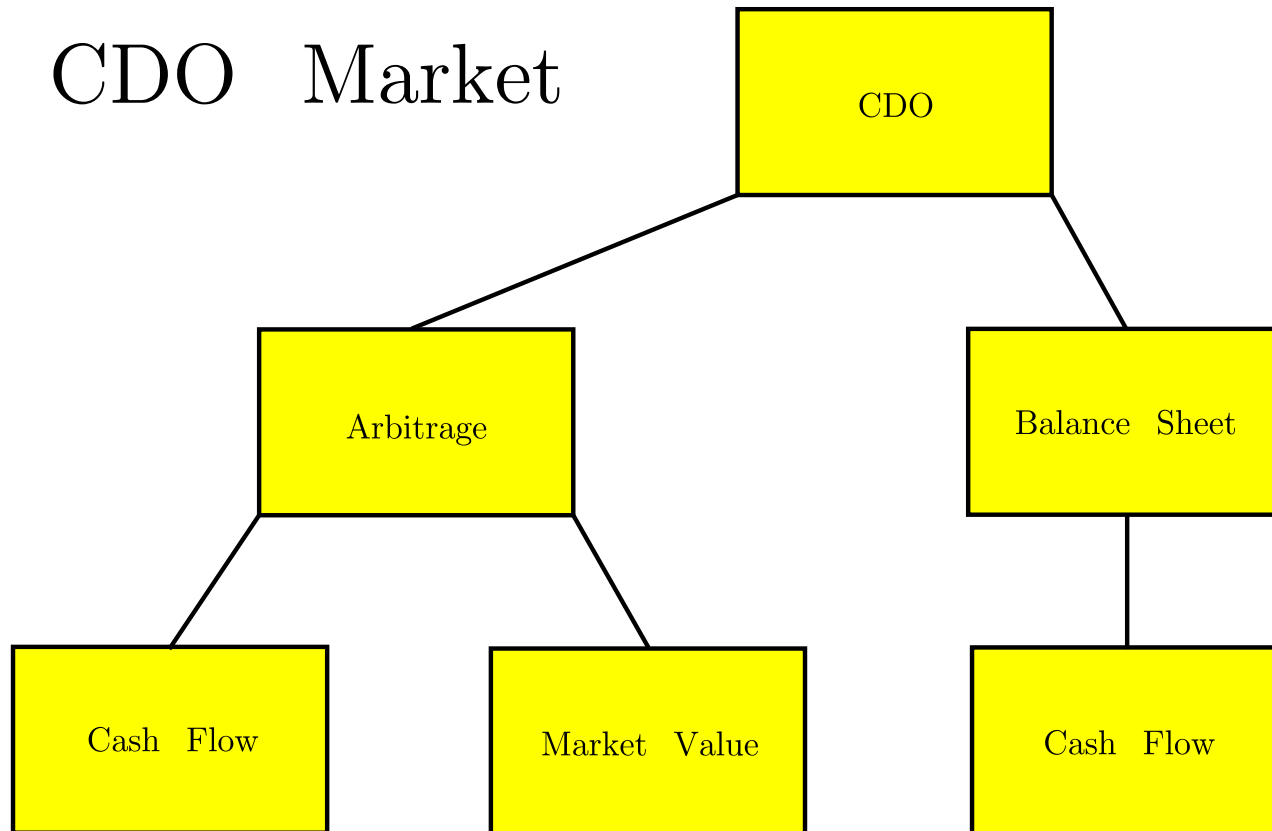 CDO Market
CDO
Arbitrage
Balance Sheet
Cash Flow
Market Value
Cash Flow